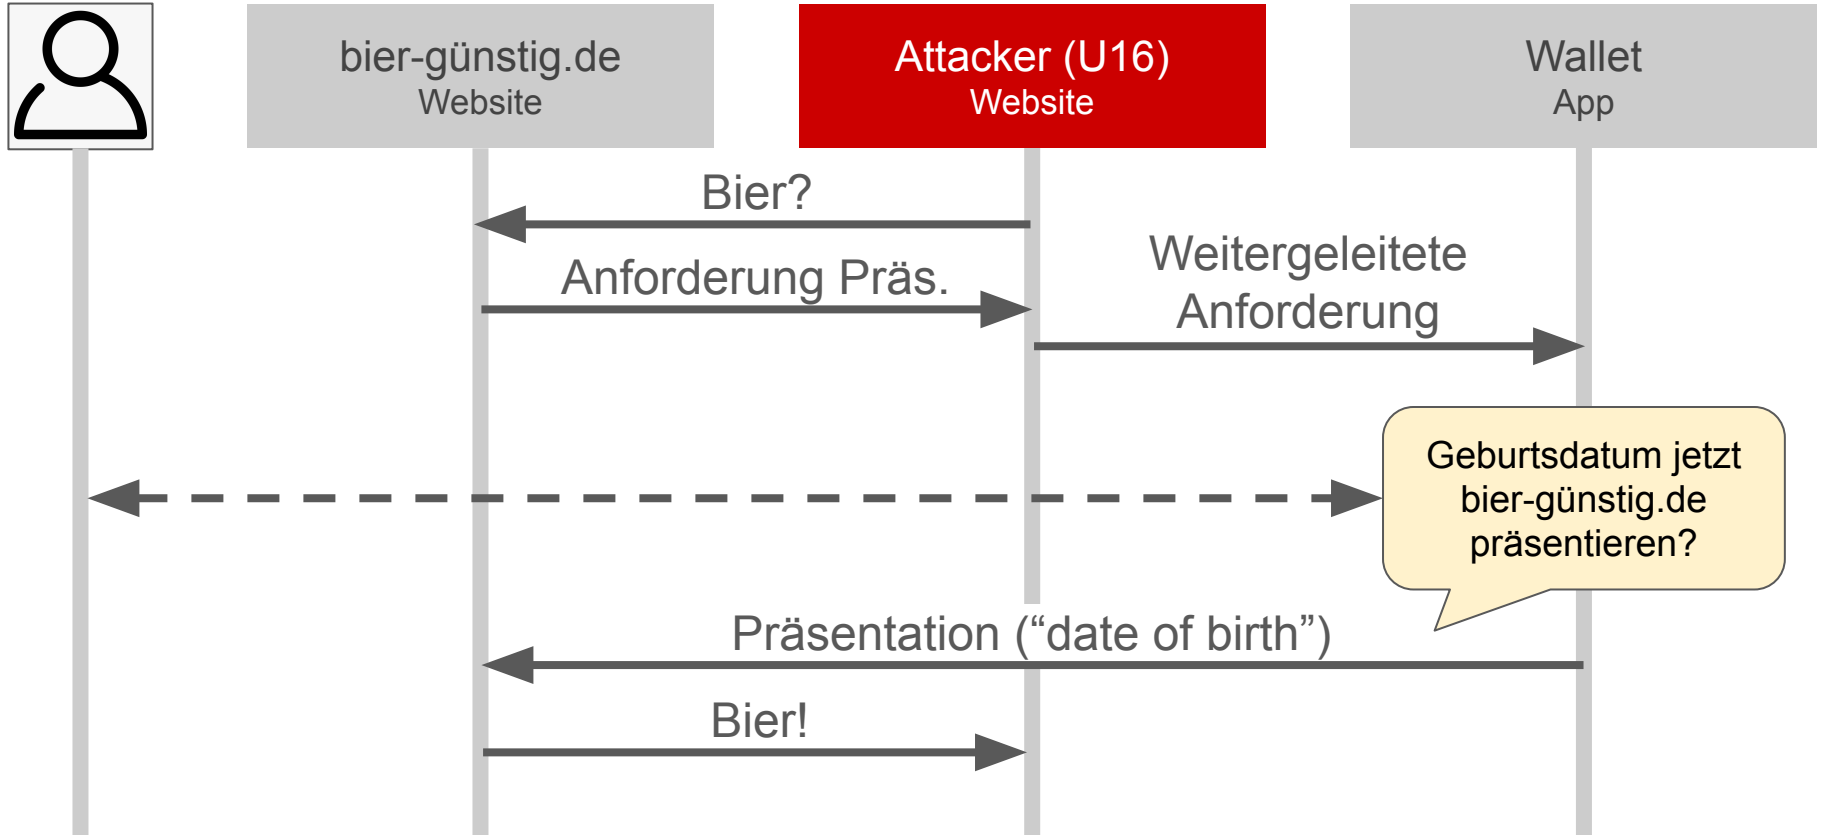 bier-günstig.de
Website
Attacker (U16)
Website
Wallet
App
Bier?
Anforderung Präs.
Weitergeleitete
Anforderung
Geburtsdatum jetzt
bier-günstig.de
präsentieren?
Präsentation (“date of birth”)
Bier!